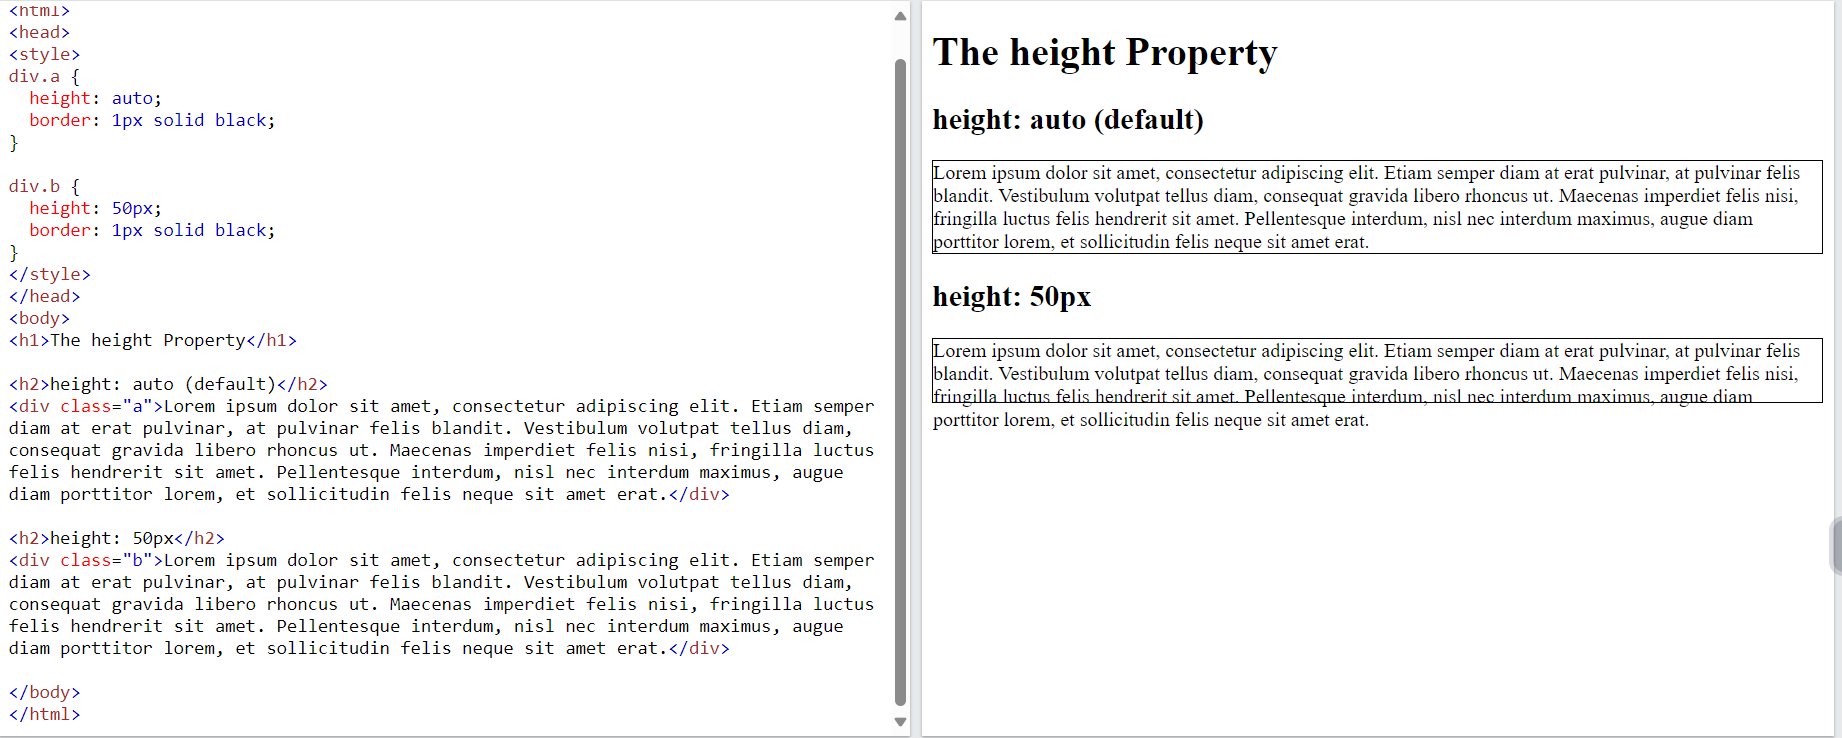 <html>
<head>
<style>
div.a {
  height: auto;
  border: 1px solid black;
}

div.b {
  height: 50px;
  border: 1px solid black;
}
</style>
</head>
<body>
<h1>The height Property</h1>

<h2>height: auto (default)</h2>
<div class="a">Lorem ipsum dolor sit amet, consectetur adipiscing elit. Etiam semper
diam at erat pulvinar, at pulvinar felis blandit. Vestibulum volutpat tellus diam,
consequat gravida libero rhoncus ut. Maecenas imperdiet felis nisi, fringilla luctus
felis hendrerit sit amet. Pellentesque interdum, nisl nec interdum maximus, augue
diam porttitor lorem, et sollicitudin felis neque sit amet erat.</div>

<h2>height: 50px</h2>
<div class="b">Lorem ipsum dolor sit amet, consectetur adipiscing elit. Etiam semper
diam at erat pulvinar, at pulvinar felis blandit. Vestibulum volutpat tellus diam,
consequat gravida libero rhoncus ut. Maecenas imperdiet felis nisi, fringilla luctus
felis hendrerit sit amet. Pellentesque interdum, nisl nec interdum maximus, augue
diam porttitor lorem, et sollicitudin felis neque sit amet erat.</div>

</body>
</html>
The height Property
height: auto (default)
Lorem ipsum dolor sit amet, consectetur adipiscing elit. Etiam semper diam at erat pulvinar, at pulvinar felis
blandit. Vestibulum volutpat tellus diam, consequat gravida libero rhoncus ut. Maecenas imperdiet felis nisi,
fringilla luctus felis hendrerit sit amet. Pellentesque interdum, nisl nec interdum maximus, augue diam
porttitor lorem, et sollicitudin felis neque sit amet erat.
height: 50px
Lorem ipsum dolor sit amet, consectetur adipiscing elit. Etiam semper diam at erat pulvinar, at pulvinar felis
blandit. Vestibulum volutpat tellus diam, consequat gravida libero rhoncus ut. Maecenas imperdiet felis nisi,
fringilla luctus felis hendrerit sit amet. Pellentesque interdum, nisl nec interdum maximus, augue diam
porttitor lorem, et sollicitudin felis neque sit amet erat.